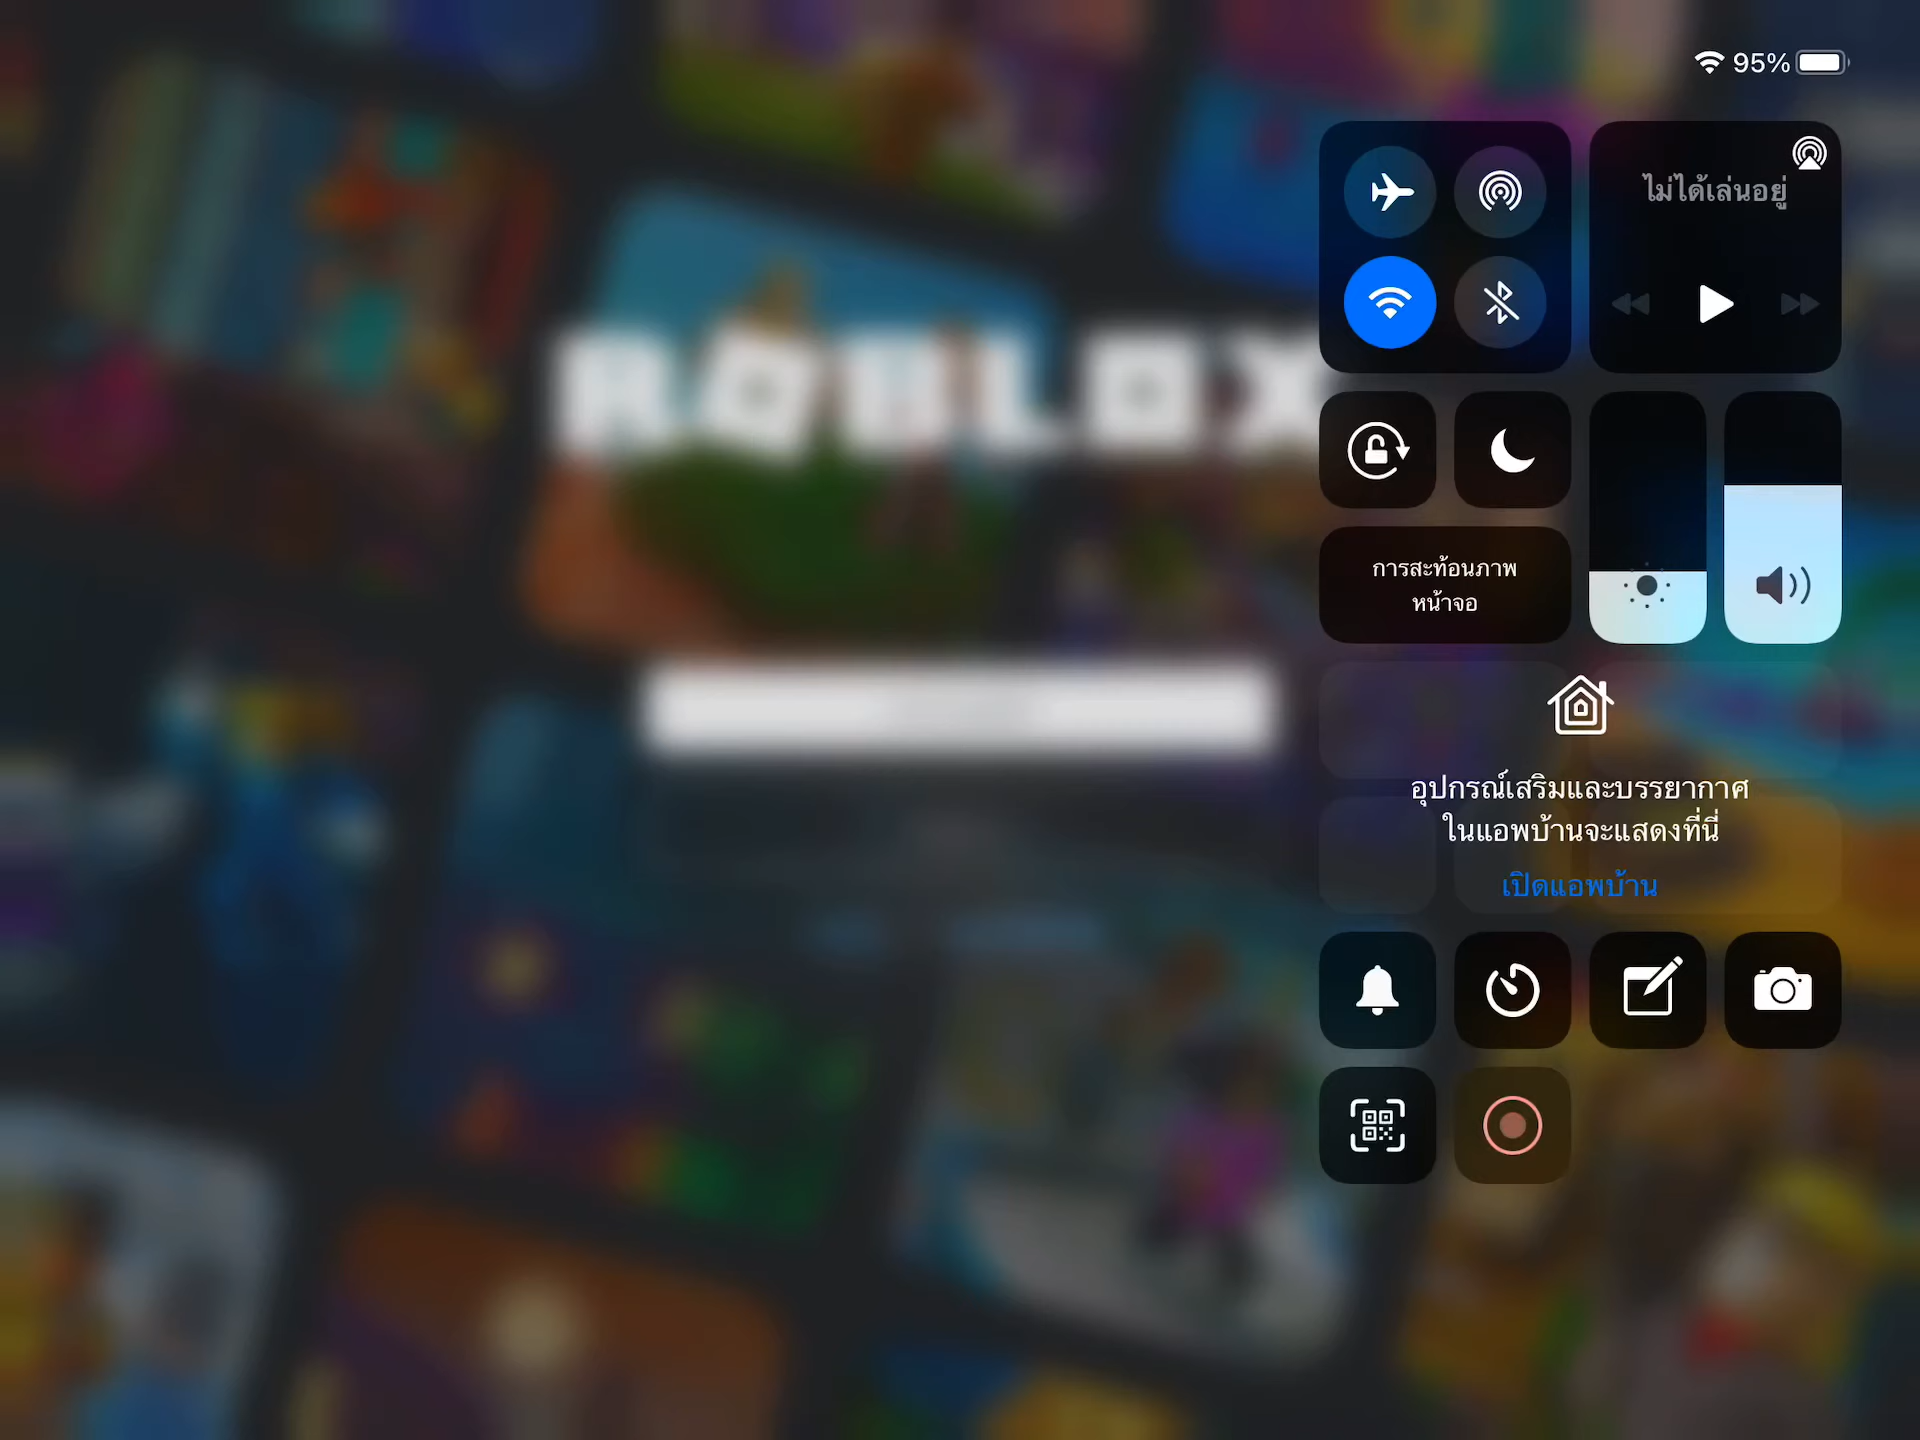 95%
ไม่ได้เล่นอยู่
ROBLOX
การสะท้อนภาพ
หน้าจอ
อุปกรณ์เสริมและบรรยากาศ
ในแอพบ้านจะแสดงที่นี่
เปิดแอพบ้าน